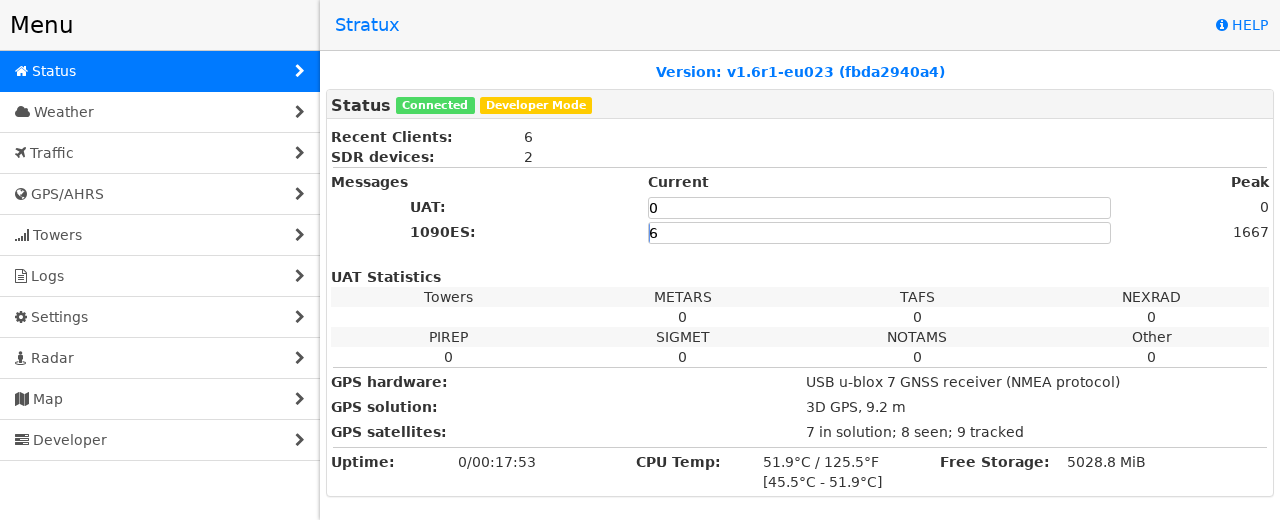 Menu
Status
Weather
Traffic
GPS/AHRS
Towers
Logs
Settings
Radar
Map
Developer
Stratux
HELP
Version: v1.6r1-eu023 (fbda2940a4)
Status Connected Developer Mode
Recent Clients: 6
SDR devices: 2
Messages Current Peak
UAT: 0 0
1090ES: 6 1667
UAT Statistics
Towers METARS TAFS NEXRAD
0 0 0
PIREP SIGMET NOTAMS Other
0 0 0 0
GPS hardware: USB u-blox 7 GNSS receiver (NMEA protocol)
GPS solution: 3D GPS, 9.2 m
GPS satellites: 7 in solution; 8 seen; 9 tracked
Uptime: 0/00:17:53 CPU Temp: 51.9°C / 125.5°F Free Storage: 5028.8 MiB
[45.5°C - 51.9°C]